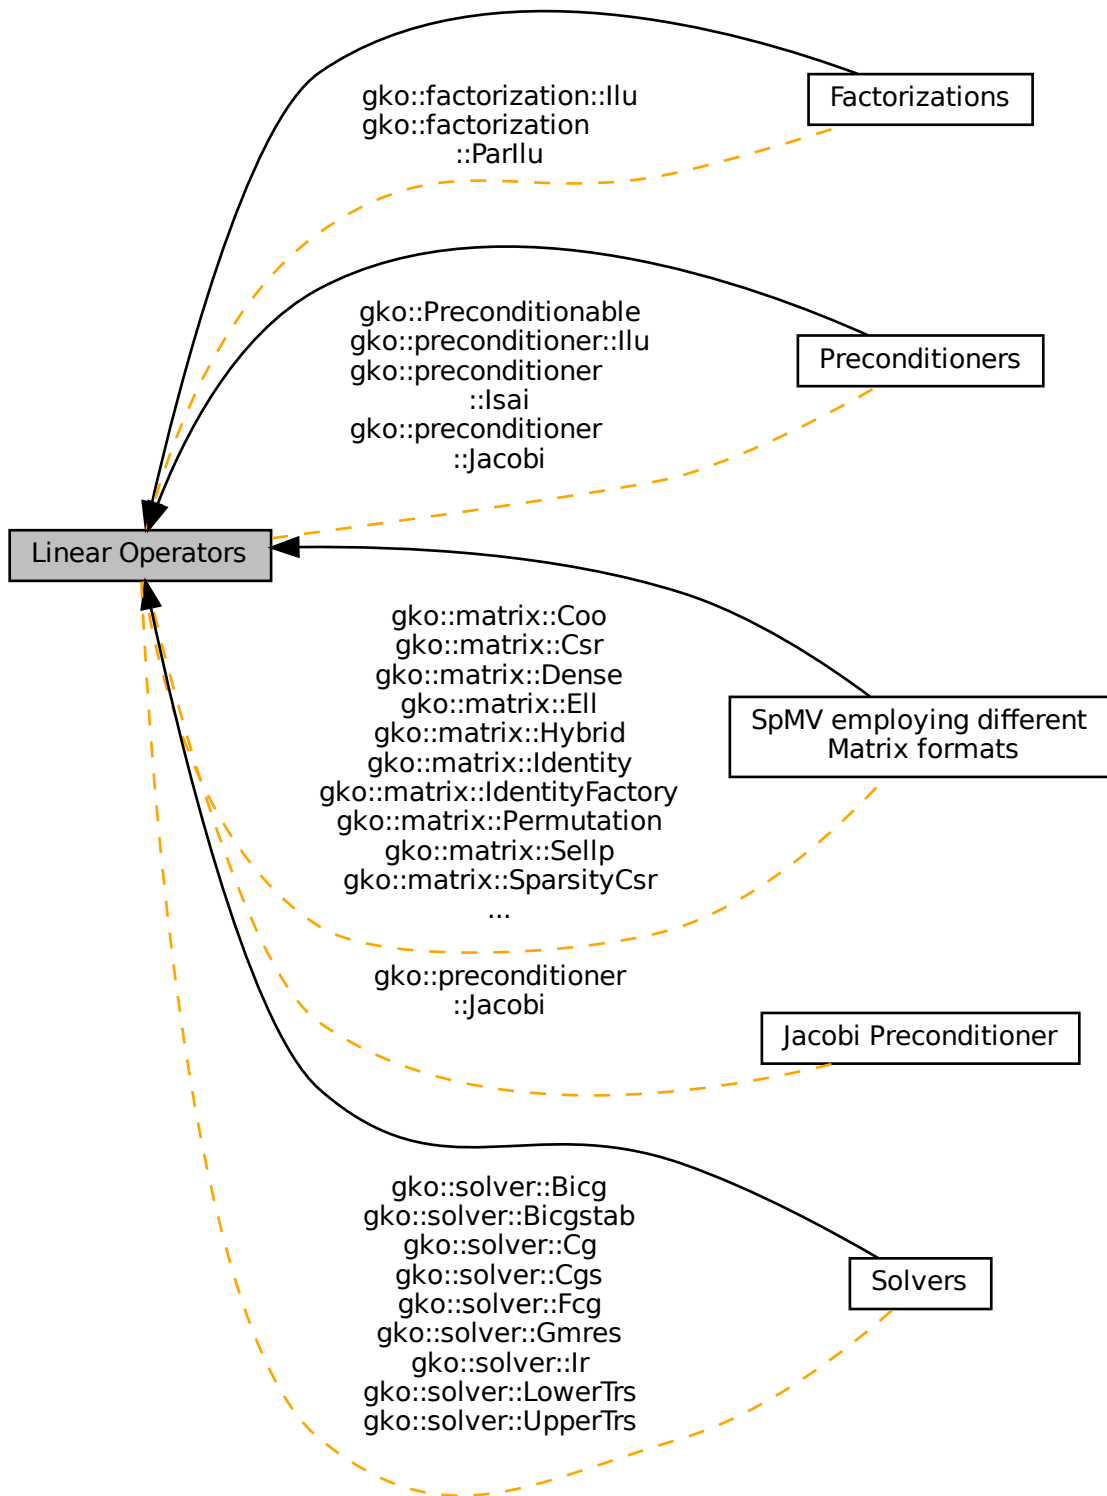 gko::factorization::Ilu
gko::factorization
::ParIlu
Factorizations
gko::Preconditionable
gko::preconditioner::Ilu
gko::preconditioner
::Isai
gko::preconditioner
::Jacobi
Preconditioners
Linear Operators
gko::matrix::Coo
gko::matrix::Csr
gko::matrix::Dense
gko::matrix::Ell
gko::matrix::Hybrid
gko::matrix::Identity
gko::matrix::IdentityFactory
gko::matrix::Permutation
gko::matrix::Sellp
gko::matrix::SparsityCsr
...
SpMV employing different
Matrix formats
gko::preconditioner
::Jacobi
Jacobi Preconditioner
gko::solver::Bicg
gko::solver::Bicgstab
gko::solver::Cg
gko::solver::Cgs
gko::solver::Fcg
gko::solver::Gmres
gko::solver::Ir
gko::solver::LowerTrs
gko::solver::UpperTrs
Solvers